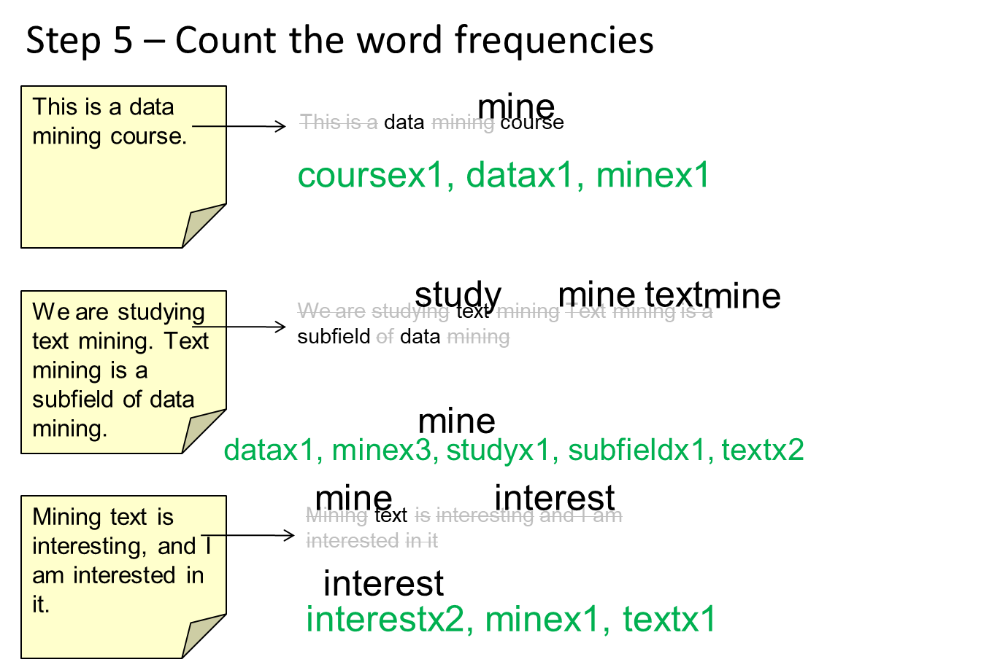 Step 5 – Count the word frequencies
This is a data
mining course.
mine
This is a data mining course
coursex1, datax1, minex1
We are studying
text mining. Text
mining is a
subfield of data
mining.
study mine textmine
We are studying text mining Text mining is a
subfield of data mining
mine
datax1, minex3, studyx1, subfieldx1, textx2
Mining text is
interesting, and I
am interested in
it.
mine interest
Mining text is interesting and I am
interested in it
interest
interestx2, minex1, textx1